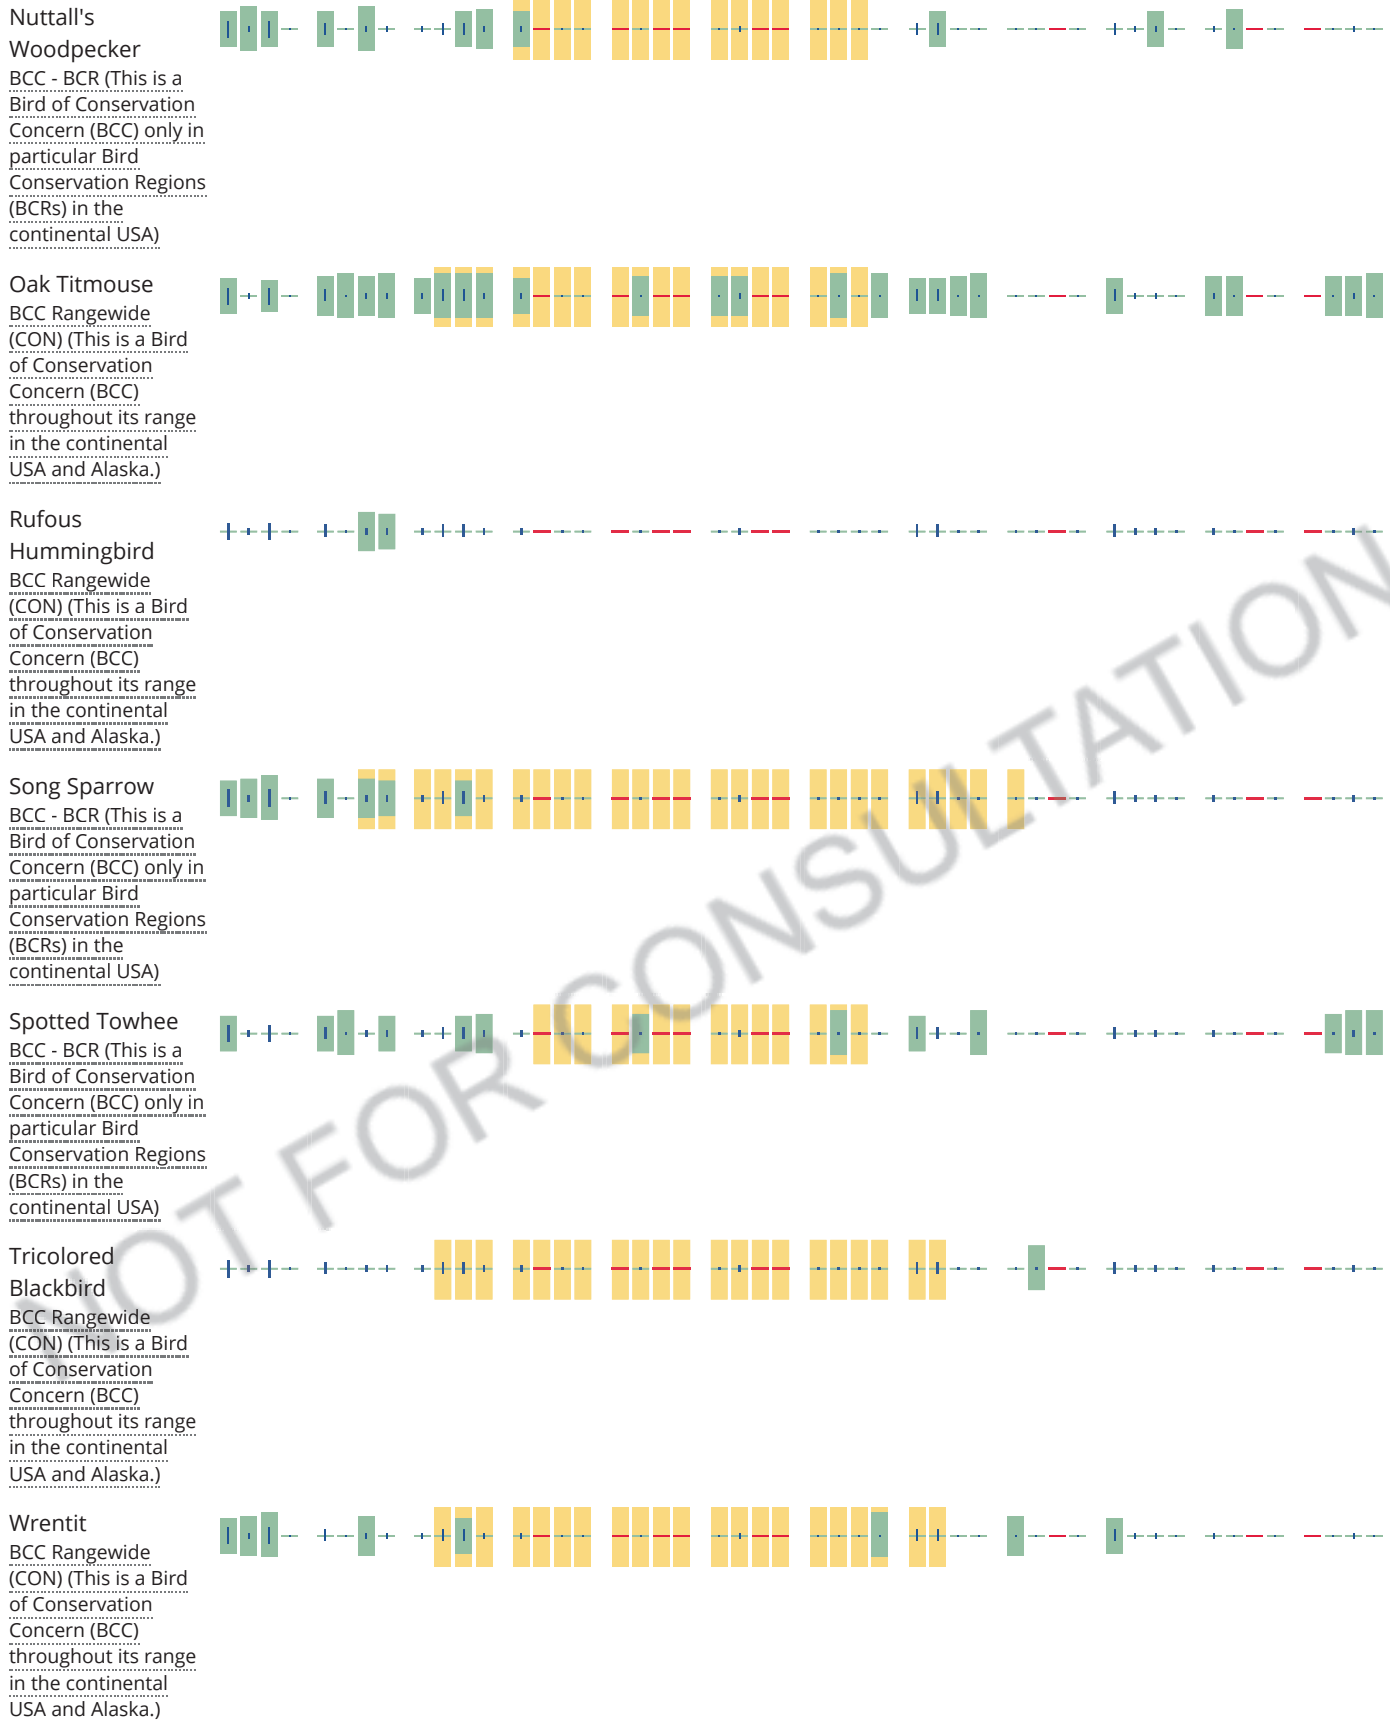 Nuttall's
Woodpecker
BCC - BCR (This is a
Bird of Conservation
Concern (BCC) only in
particular Bird
Conservation Regions
(BCRs) in the
continental USA)
Oak Titmouse
BCC Rangewide
(CON) (This is a Bird
of Conservation
Concern (BCC)
throughout its range
in the continental
USA and Alaska.)
Rufous
Hummingbird
BCC Rangewide
(CON) (This is a Bird
of Conservation
Concern (BCC)
throughout its range
in the continental
USA and Alaska.)
Song Sparrow
BCC - BCR (This is a
Bird of Conservation
Concern (BCC) only in
particular Bird
Conservation Regions
(BCRs) in the
continental USA)
Spotted Towhee
BCC - BCR (This is a
Bird of Conservation
Concern (BCC) only in
particular Bird
Conservation Regions
(BCRs) in the
continental USA)
Tricolored
Blackbird
BCC Rangewide
(CON) (This is a Bird
of Conservation
Concern (BCC)
throughout its range
in the continental
USA and Alaska.)
Wrentit
BCC Rangewide
(CON) (This is a Bird
of Conservation
Concern (BCC)
throughout its range
in the continental
USA and Alaska.)
NOT FOR CONSULTATION